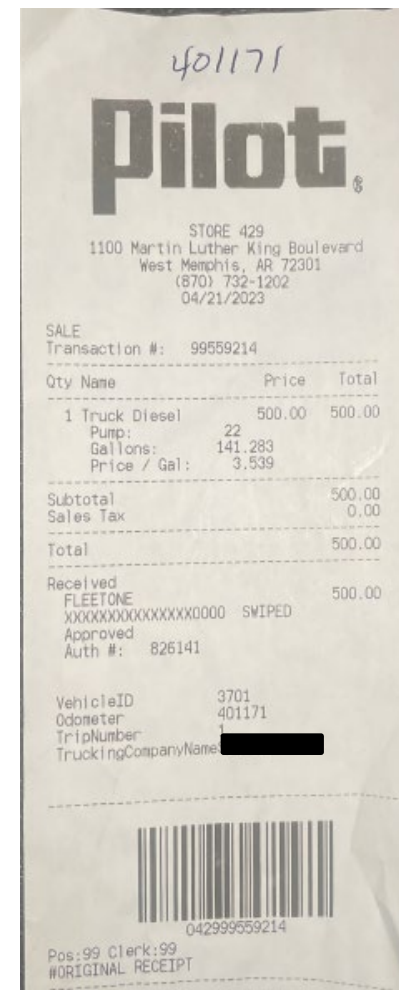 401171
Pilot®
STORE 429
1100 Martin Luther King Boulevard
West Memphis, AR 72301
(870) 732-1202
04/21/2023
SALE
Transaction #: 99559214
Qty Name Price Total
1 Truck Diesel 500.00 500.00
Pump: 22
Gallons: 141.283
Price / Gal: 3.539
Subtotal 500.00
Sales Tax 0.00
Total 500.00
Received
FLEETONE 500.00
XXXXXXXXXXXXXXX0000 SWIPED
Approved
Auth #: 826141
VehicleID 3701
Odometer 401171
TripNumber 1
TruckingCompanyName
042999559214
Pos:99 Clerk:99
#ORIGINAL RECEIPT